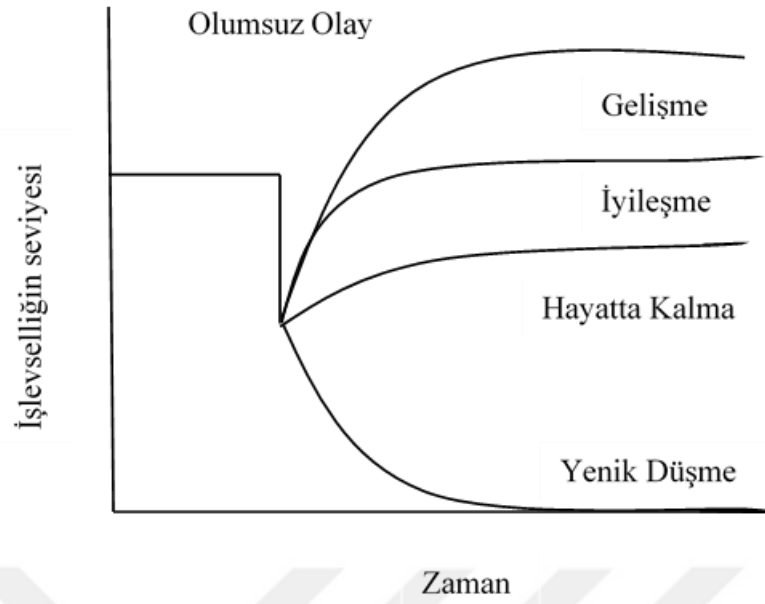 Olumsuz Olay
Gelişme
İyileşme
Hayatta Kalma
Yenik Düşme
İşlevselliğin seviyesi
Zaman